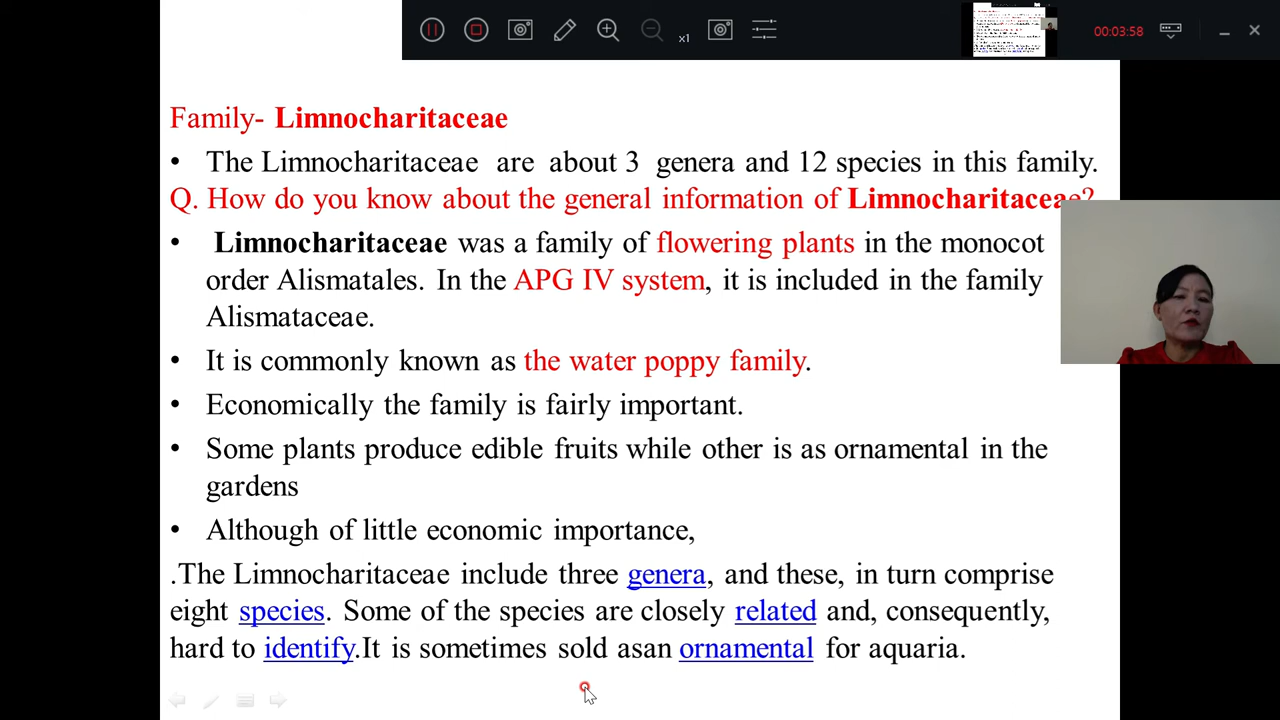 x1
00:03:58
Family- Limnocharitaceae
• The Limnocharitaceae are about 3 genera and 12 species in this family.
Q. How do you know about the general information of Limnocharitaceae?
• Limnocharitaceae was a family of flowering plants in the monocot
order Alismatales. In the APG IV system, it is included in the family
Alismataceae.
• It is commonly known as the water poppy family.
• Economically the family is fairly important.
• Some plants produce edible fruits while other is as ornamental in the
gardens
• Although of little economic importance,
.The Limnocharitaceae include three genera, and these, in turn comprise
eight species. Some of the species are closely related and, consequently,
hard to identify.It is sometimes sold asan ornamental for aquaria.